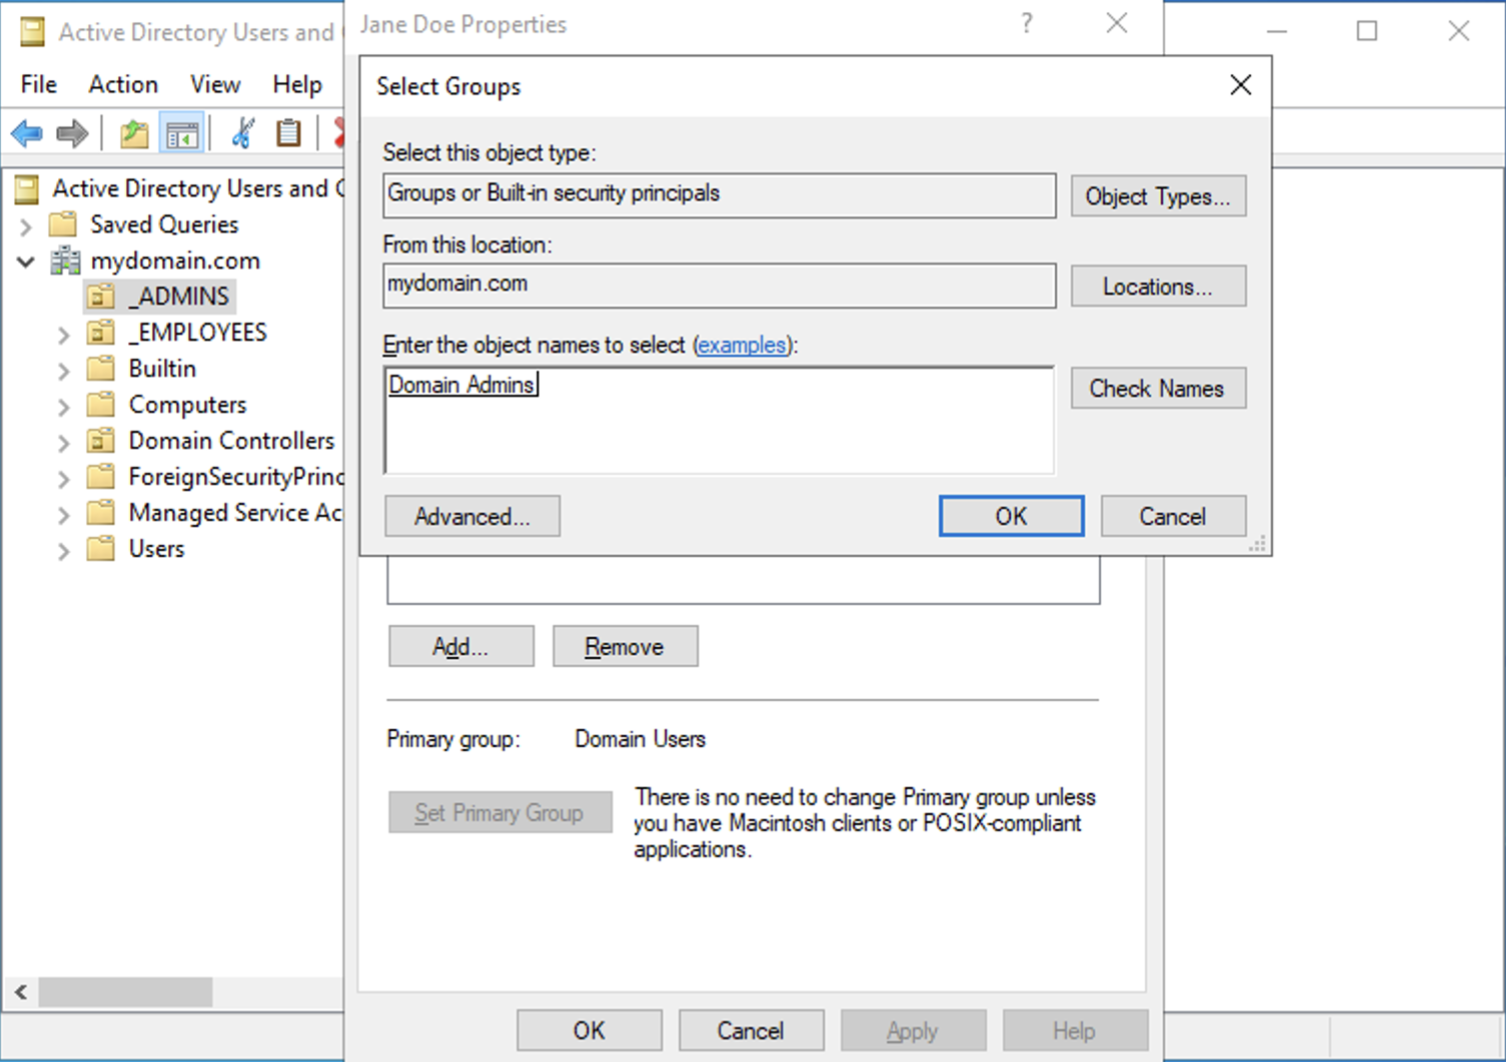 Active Directory Users and
File Action View Help
Active Directory Users and
Saved Queries
mydomain.com
_ADMINS
_EMPLOYEES
Builtin
Computers
Domain Controllers
ForeignSecurityPrinc
Managed Service Ac
Users
Jane Doe Properties
?
Select Groups
Select this object type:
Groups or Built-in security principals
Object Types...
From this location:
mydomain.com
Locations...
Enter the object names to select (examples):
Domain Admins
Check Names
Advanced...
OK
Cancel
Add...
Remove
Primary group: Domain Users
Set Primary Group
There is no need to change Primary group unless
you have Macintosh clients or POSIX-compliant
applications.
OK
Cancel
Apply
Help